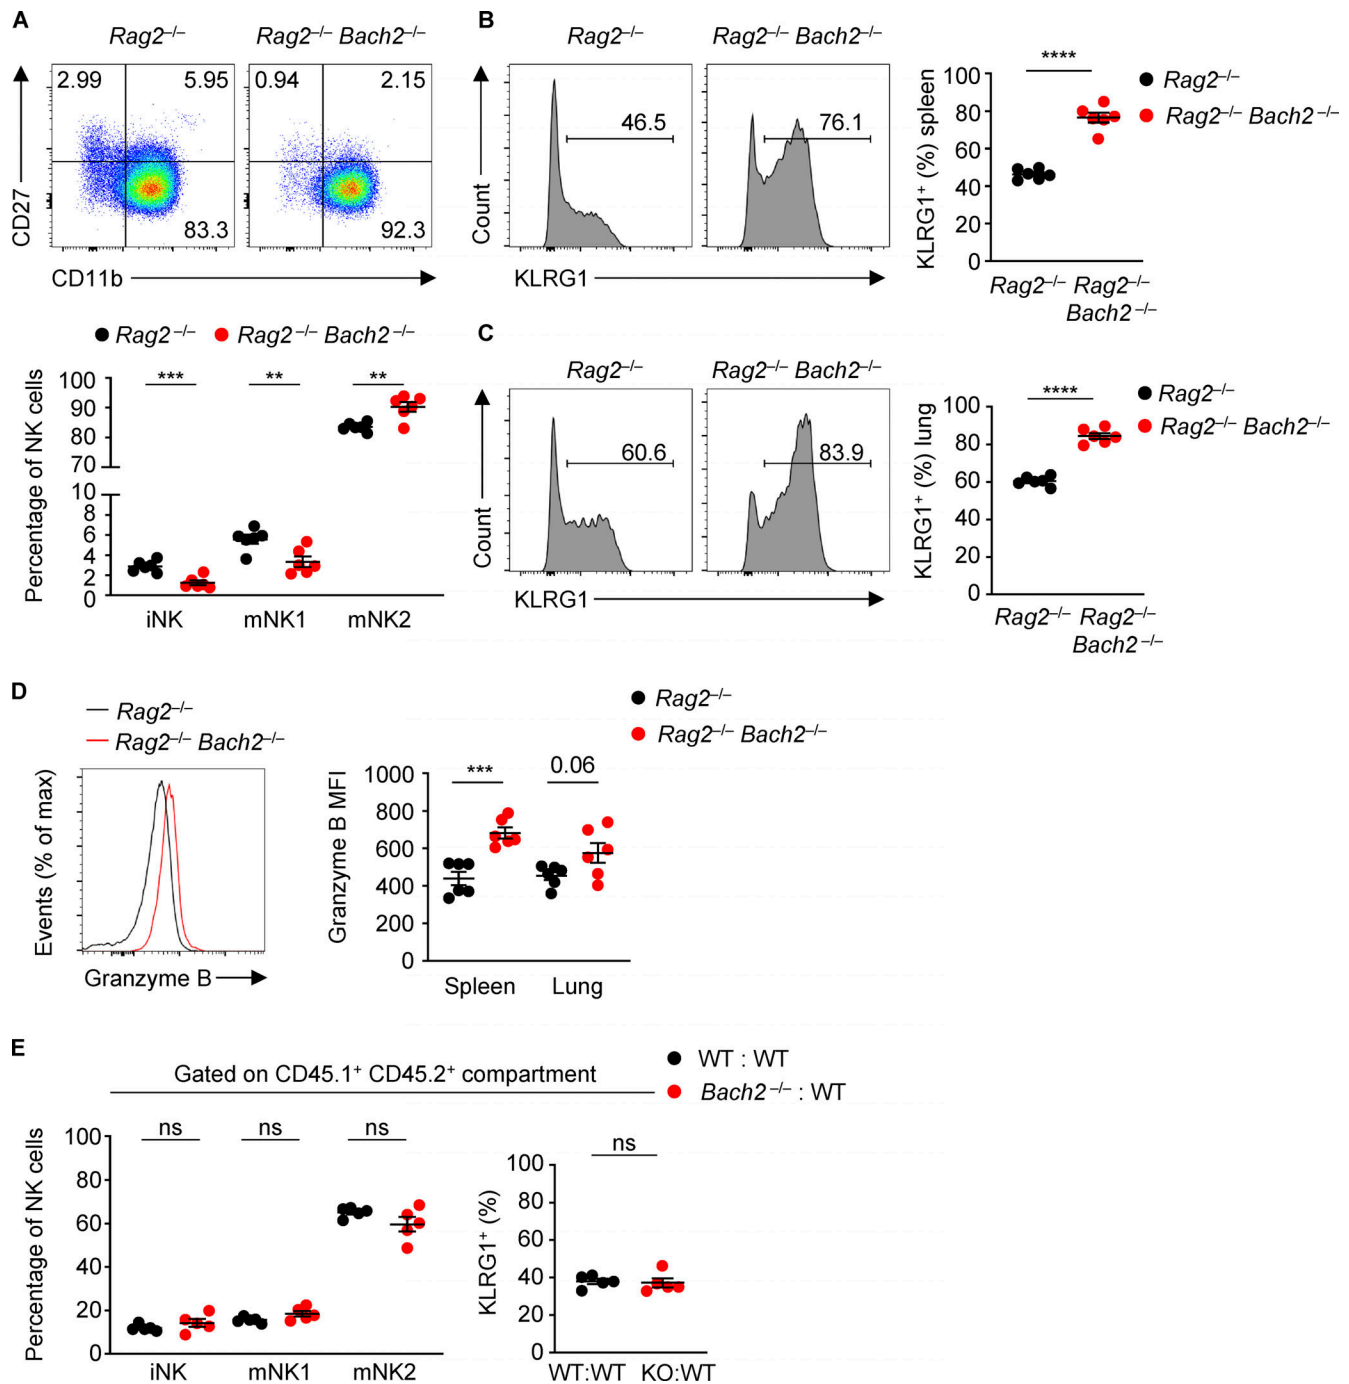 A
Rag2–/–
Rag2–/– Bach2–/–
2.99
5.95
83.3
0.94
2.15
92.3
CD27
CD11b
Rag2–/–
Rag2–/– Bach2–/–
***
**
**
100
90
80
70
10
8
6
4
2
0
Percentage of NK cells
iNK
mNK1
mNK2
B
Rag2–/–
Rag2–/– Bach2–/–
46.5
76.1
Count
KLRG1
****
100
80
60
40
20
0
KLRG1+ (%) spleen
Rag2–/–
Rag2–/– Bach2–/–
Rag2–/–
Rag2–/–
Bach2–/–
C
Rag2–/–
Rag2–/– Bach2–/–
60.6
83.9
Count
KLRG1
****
100
80
60
40
20
0
KLRG1+ (%) lung
Rag2–/–
Rag2–/– Bach2–/–
Rag2–/–
Rag2–/–
Bach2–/–
D
Rag2–/–
Rag2–/– Bach2–/–
Events (% of max)
Granzyme B
Rag2–/–
Rag2–/– Bach2–/–
***
0.06
1000
800
600
400
200
0
Granzyme B MFI
Spleen
Lung
E
Gated on CD45.1+ CD45.2+ compartment
WT : WT
Bach2–/– : WT
ns
ns
ns
100
80
60
40
20
0
Percentage of NK cells
iNK
mNK1
mNK2
ns
100
80
60
40
20
0
KLRG1+ (%)
WT:WT
KO:WT